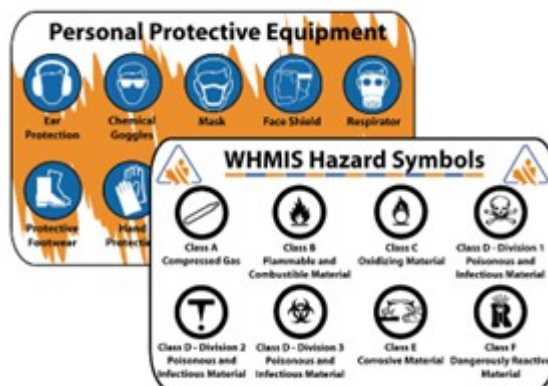 Personal Protective Equipment
Ear
Protection
Chemical
Goggles
Mask
Face Shield
Respirator
Protective
Footwear
Hand
Protection
WHMIS Hazard Symbols
Class A
Compressed Gas
Class B
Flammable and
Combustible Material
Class C
Oxidizing Material
Class D - Division 1
Poisonous and
Infectious Material
Class D - Division 2
Poisonous and
Infectious Material
Class D - Division 3
Poisonous and
Infectious Material
Class E
Corrosive Material
Class F
Dangerously Reactive
Material